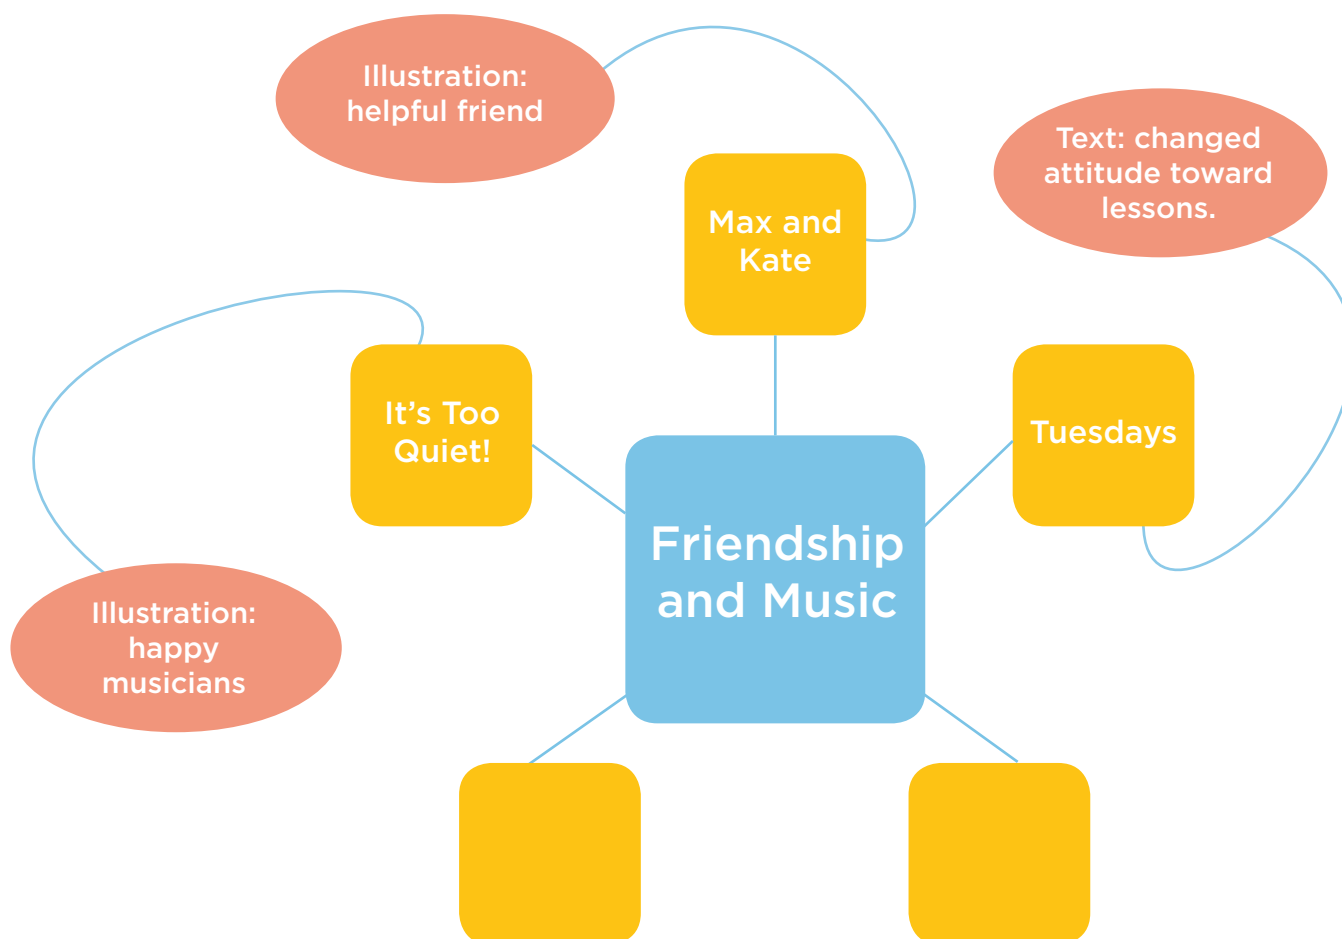 Illustration:
helpful friend
Max and
Kate
Text: changed
attitude toward
lessons.
It's Too
Quiet!
Tuesdays
Friendship
and Music
Illustration:
happy
musicians